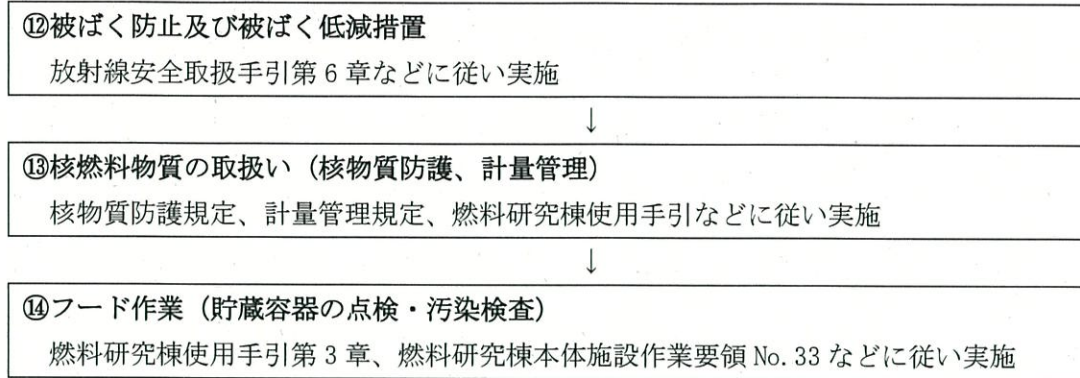 ⑫被ばく防止及び被ばく低減措置
放射線安全取扱手引第6章などに従い実施
↓
⑬核燃料物質の取扱い（核物質防護、計量管理）
核物質防護規定、計量管理規定、燃料研究棟使用手引などに従い実施
↓
⑭フード作業（貯蔵容器の点検・汚染検査）
燃料研究棟使用手引第3章、燃料研究棟本体施設作業要領 No. 33 などに従い実施